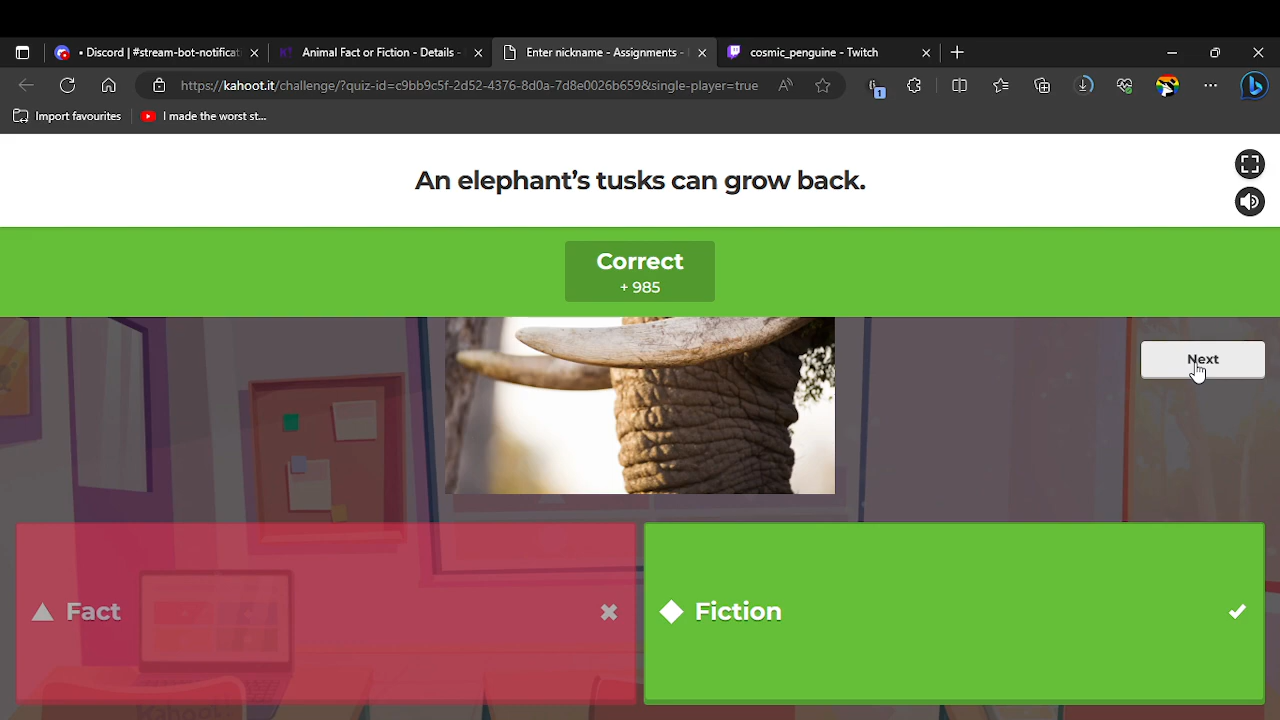 • Discord | #stream-bot-notificat
Animal Fact or Fiction - Details -
Enter nickname - Assignments -
cosmic_penguine - Twitch
https://kahoot.it/challenge/?quiz-id=c9bb9c5f-2d52-4376-8d0a-7d8e0026b659&single-player=true
1
Import favourites
I made the worst st...
An elephant's tusks can grow back.
Correct
+ 985
Next
Fact
Fiction
Kahoot!